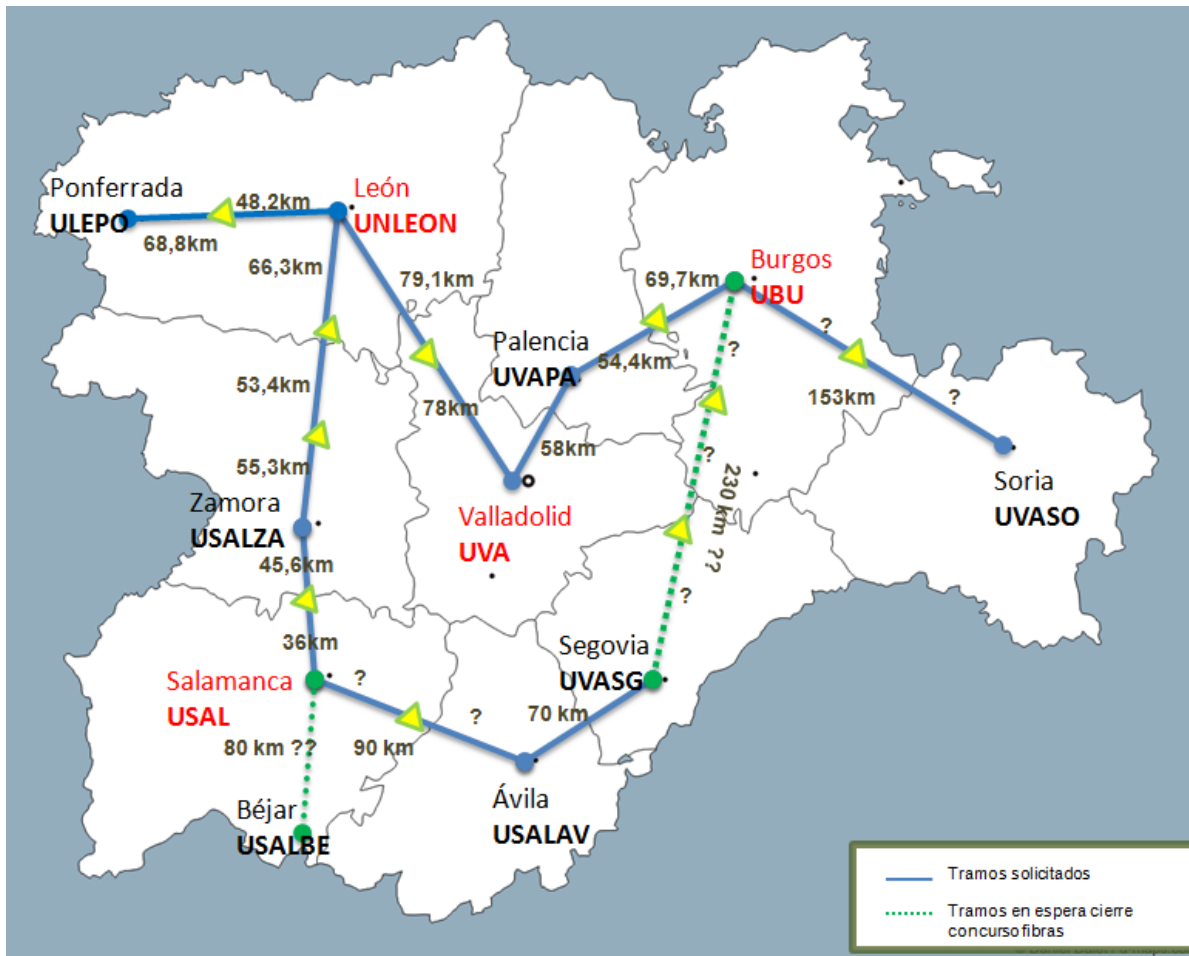 Ponferrada
ULEPO
48,2km
68,8km
León
UNLEON
66,3km
79,1km
69,7km
Burgos
UBU
?
?
Palencia
UVAPA
54,4km
53,4km
78km
153km
?
58km
?
230 km ??
55,3km
Zamora
USALZA
45,6km
Valladolid
UVA
Soria
UVASO
?
36km
Segovia
UVASG
Salamanca
USAL
?
?
70 km
80 km ??
90 km
Béjar
USALBE
Ávila
USALAV
Tramos solicitados
Tramos en espera cierre
concurso fibras